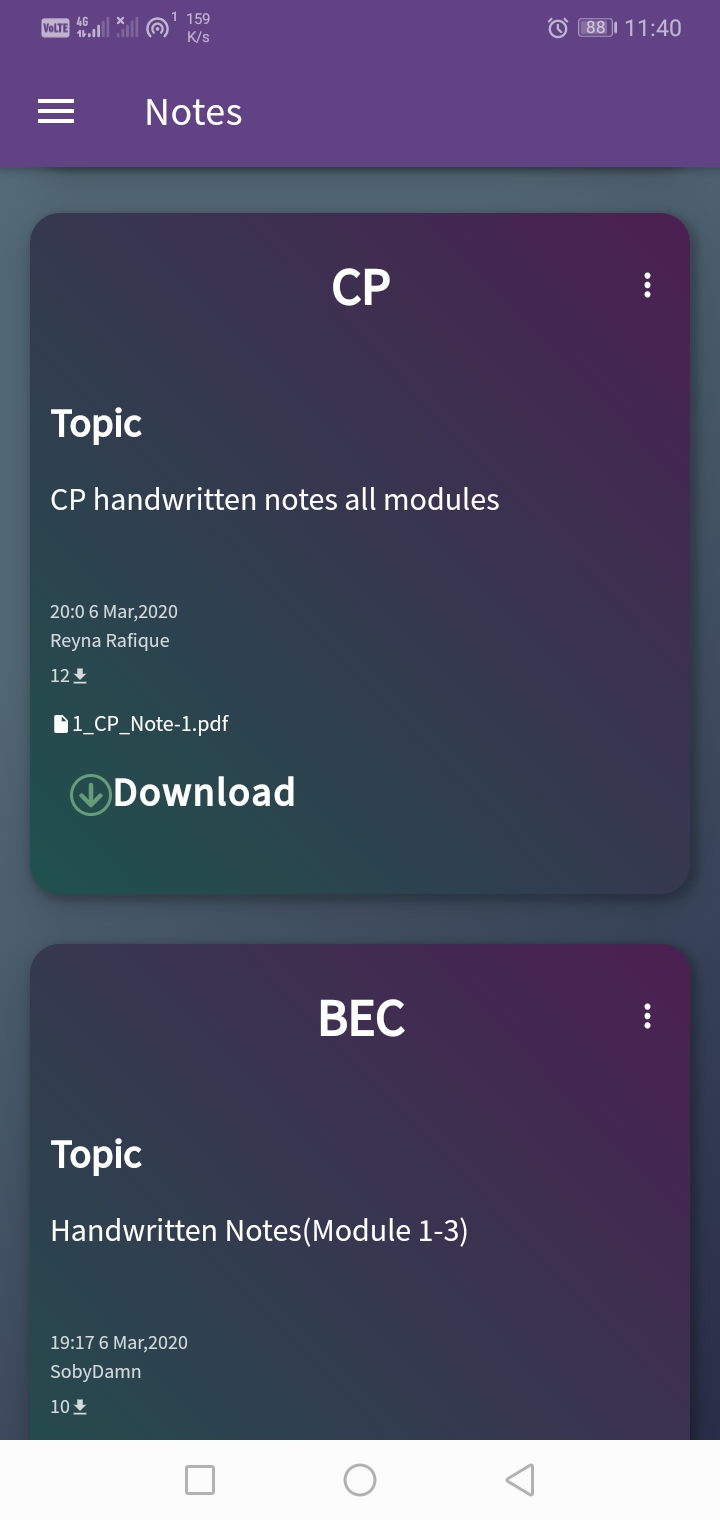 VoLTE 4G 1 159 K/s 88 11:40
Notes
CP
Topic
CP handwritten notes all modules
20:0 6 Mar,2020
Reyna Rafique
12
1_CP_Note-1.pdf
Download
BEC
Topic
Handwritten Notes(Module 1-3)
19:17 6 Mar,2020
SobyDamn
10